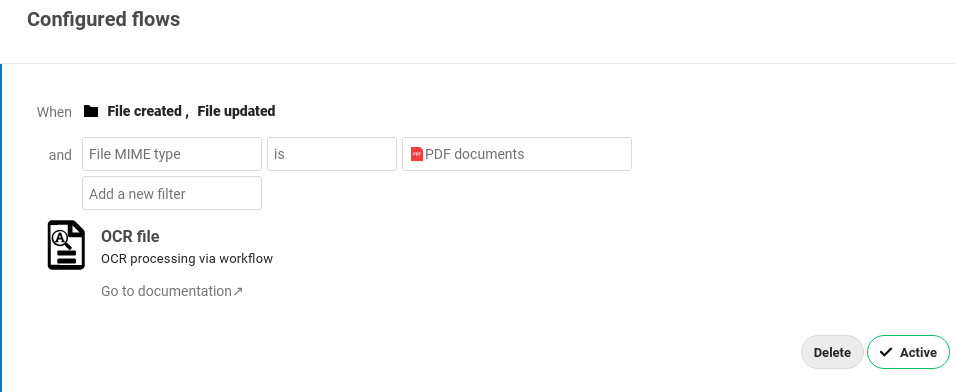 Configured flows
When File created , File updated
and File MIME type is PDF documents
Add a new filter
OCR file
OCR processing via workflow
Go to documentation↗
Delete Active